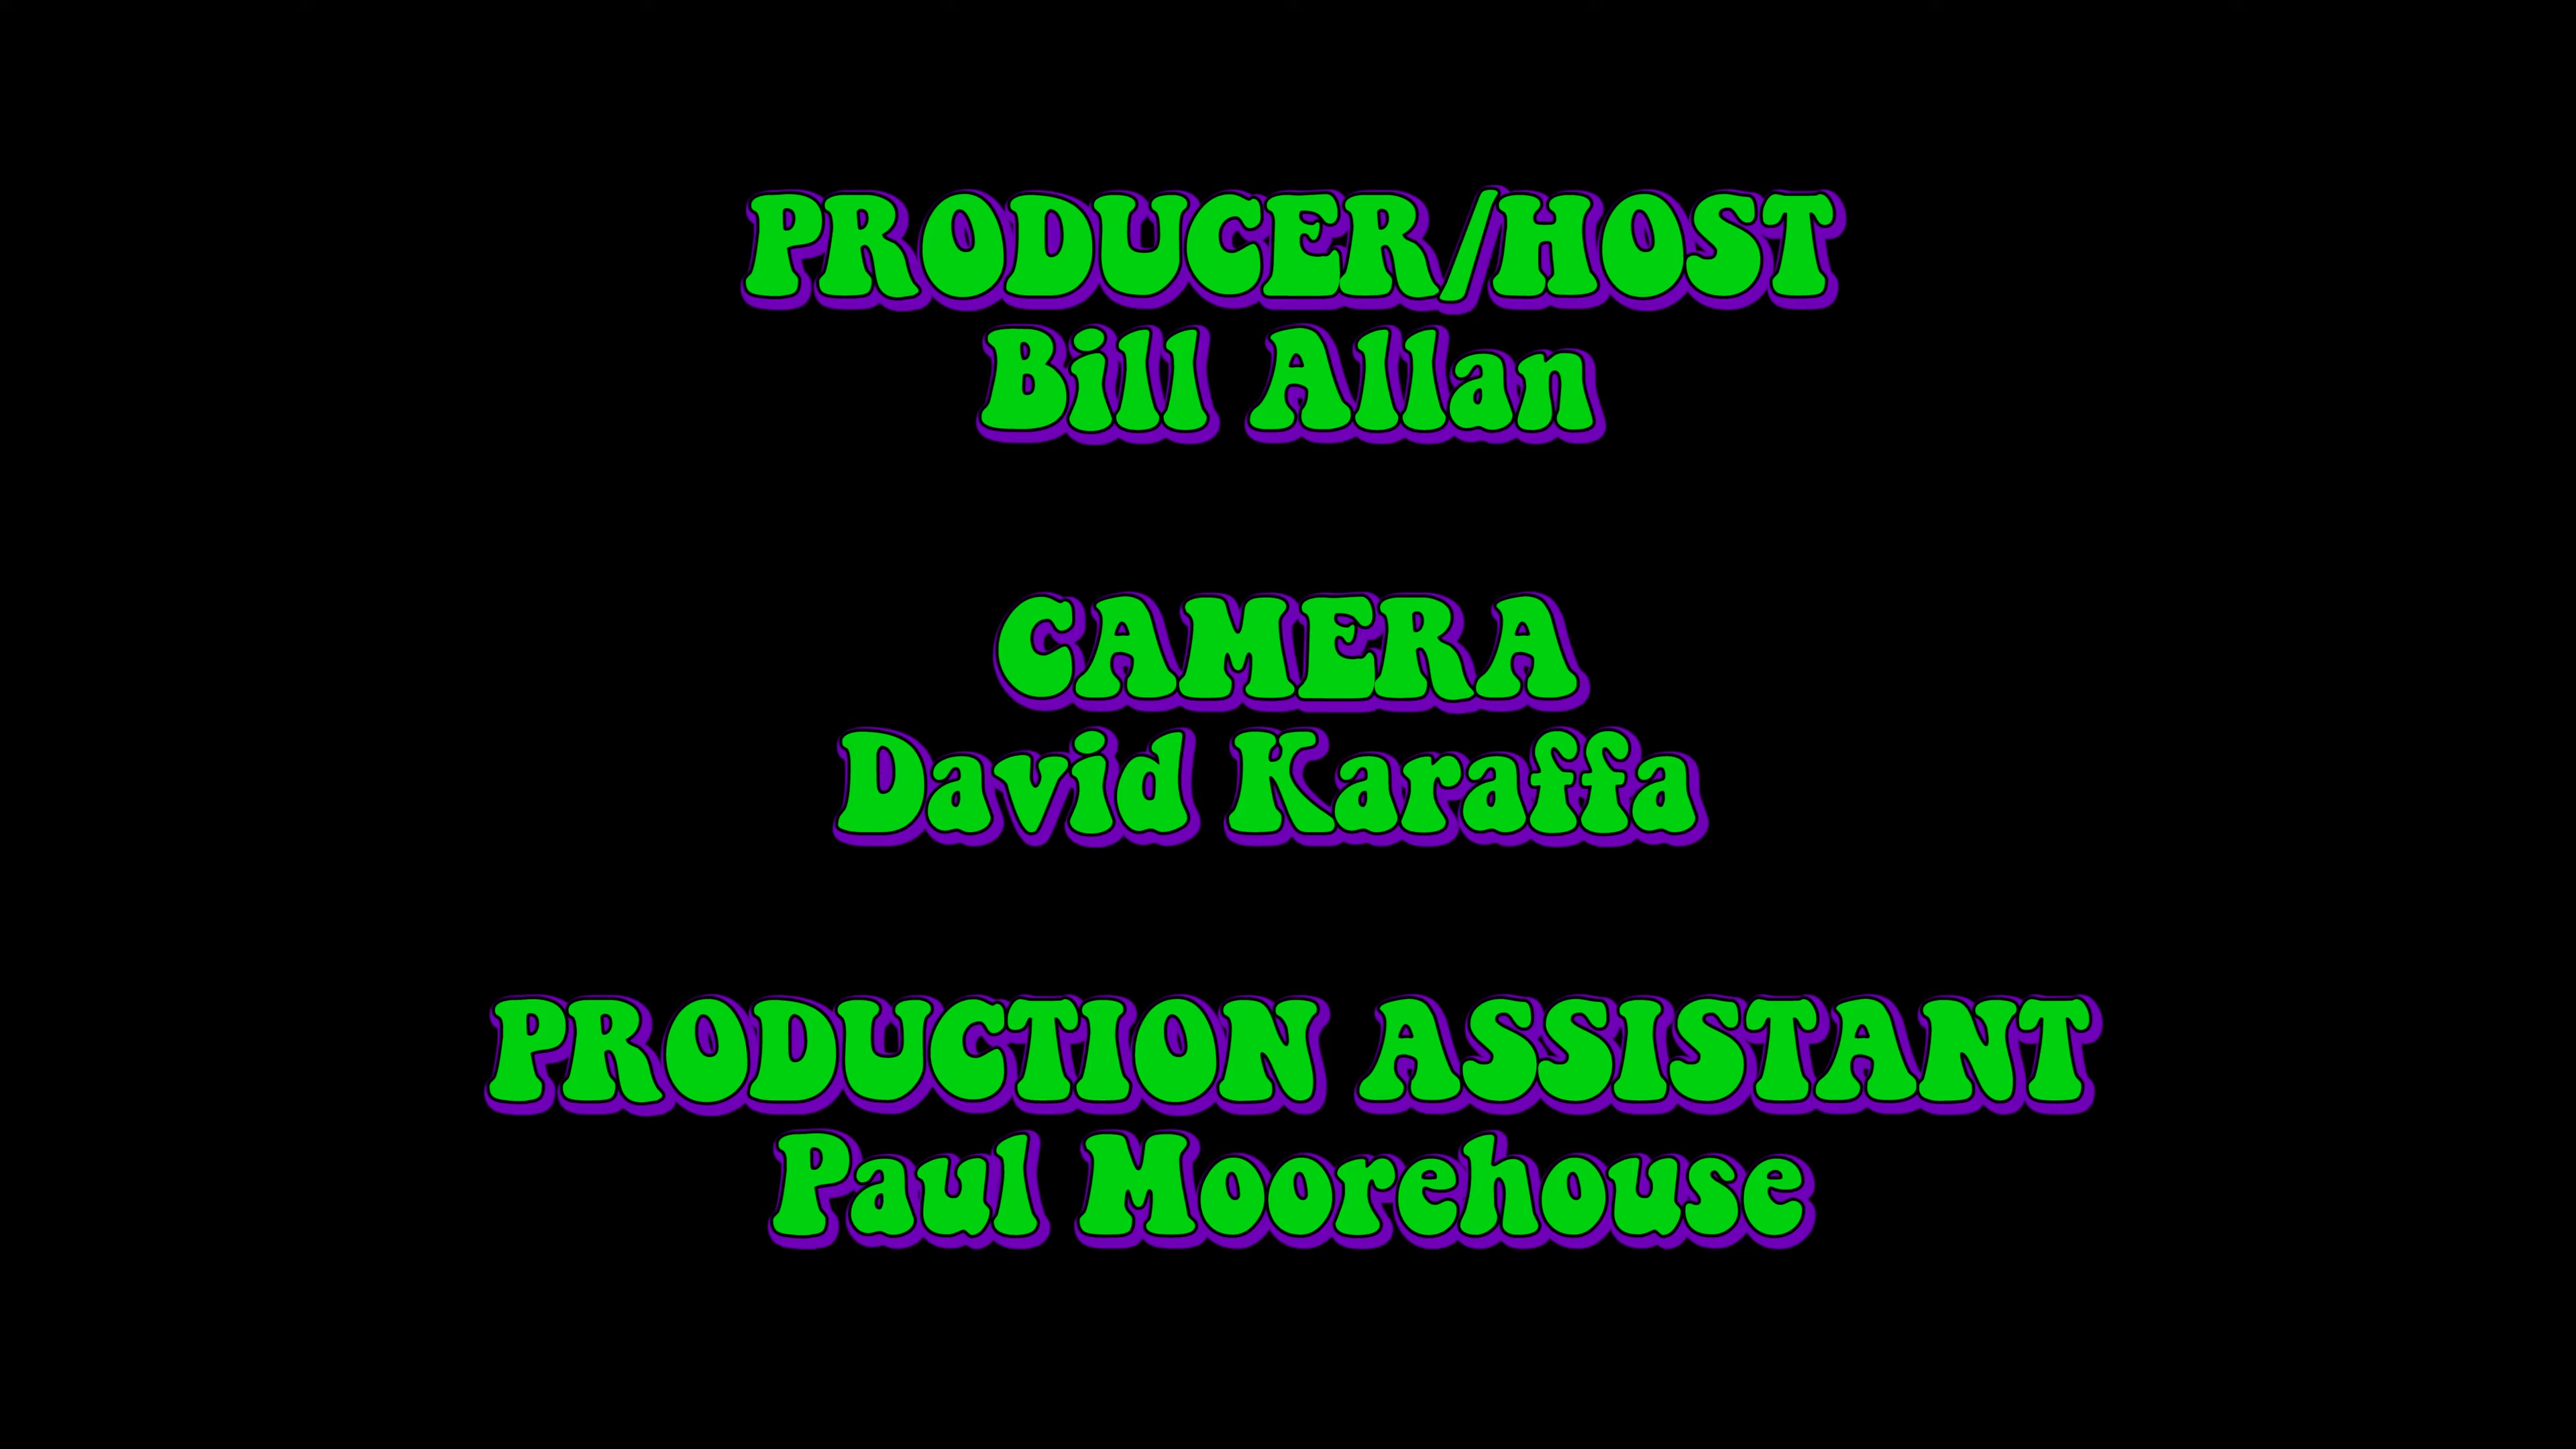 PRODUCER/HOST
Bill Allan
CAMERA
David Karaffa
PRODUCTION ASSISTANT
Paul Moorehouse